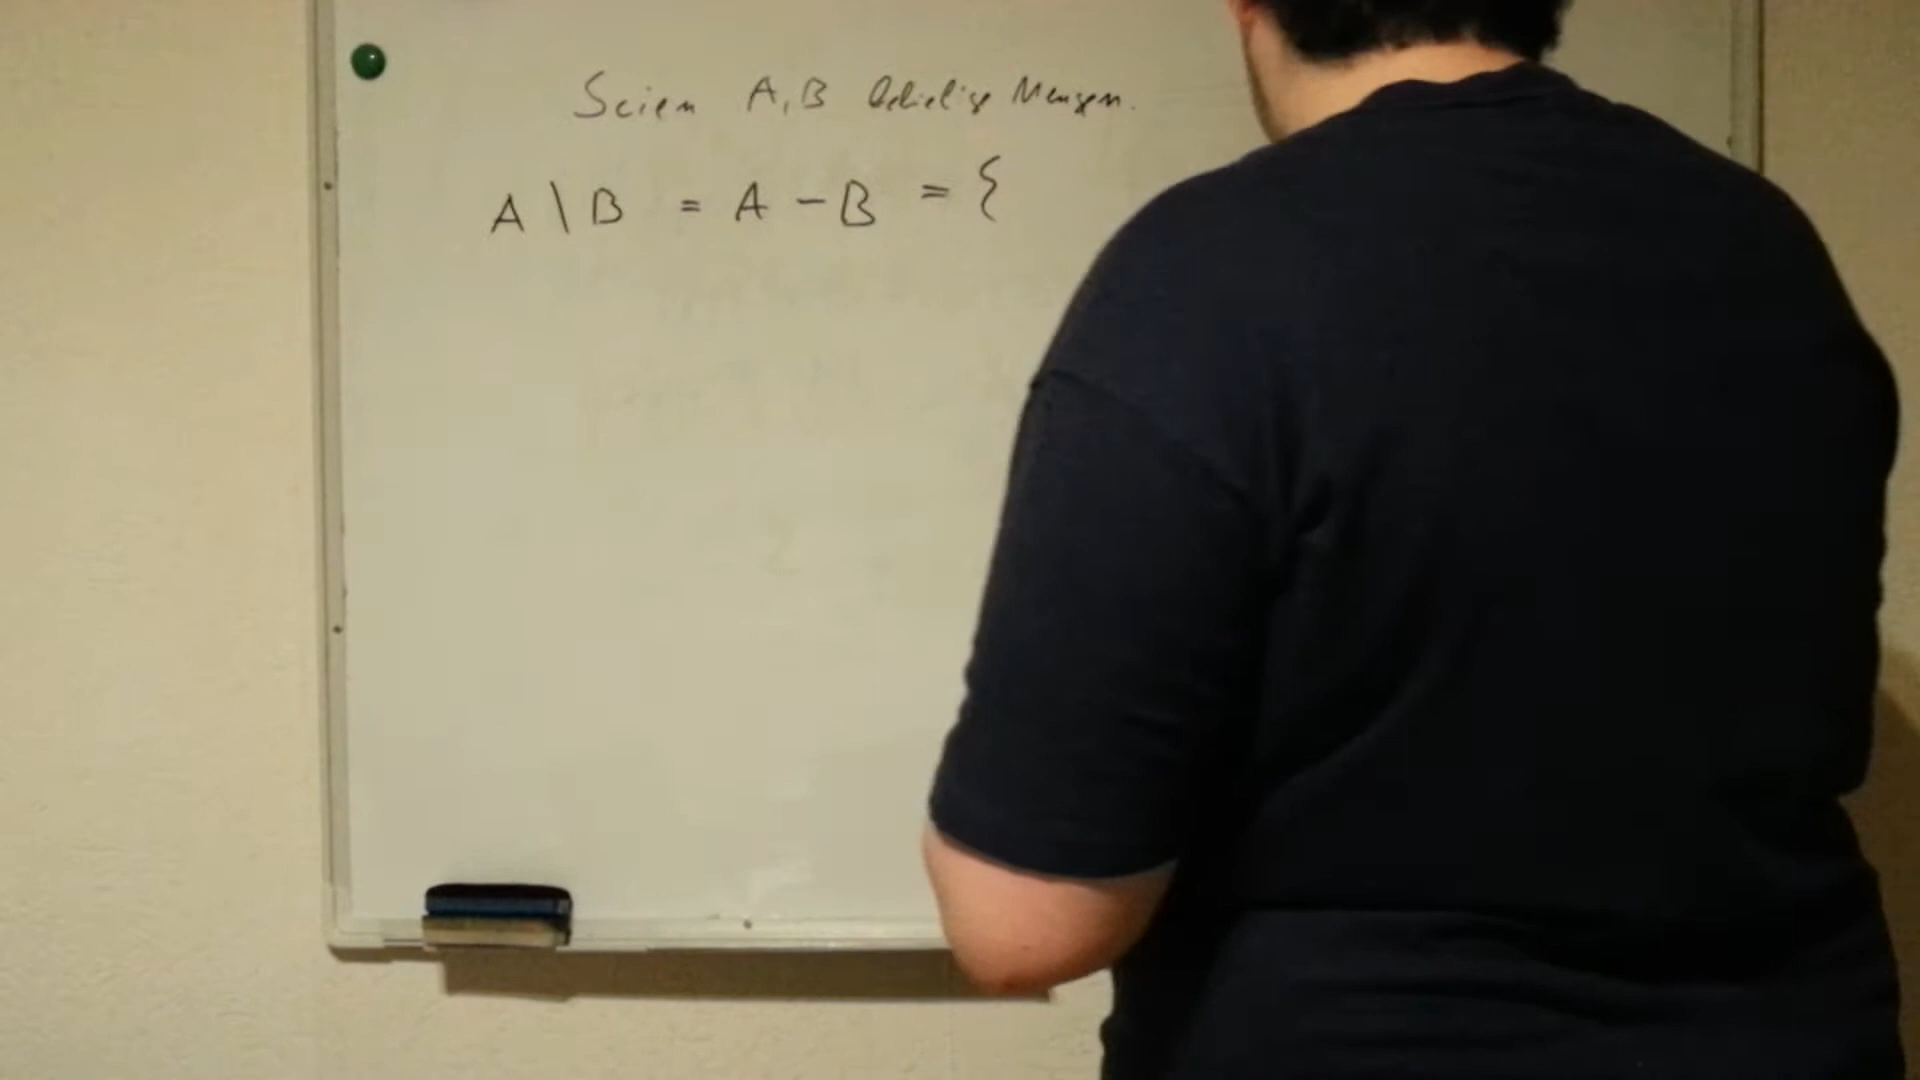 Seien A, B beliebige Mengen.
A \ B = A - B = {